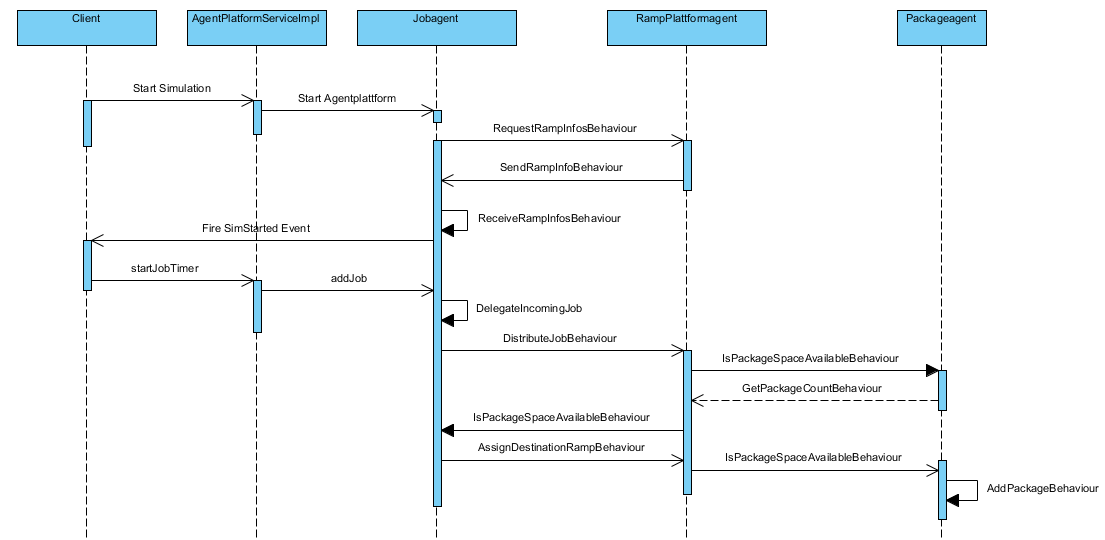 Client
AgentPlatformServiceImpl
Jobagent
RampPlattformagent
Packageagent
Start Simulation
Start Agentplattform
RequestRampInfosBehaviour
SendRampInfoBehaviour
ReceiveRampInfosBehaviour
Fire SimStarted Event
startJobTimer
addJob
DelegateIncomingJob
DistributeJobBehaviour
IsPackageSpaceAvailableBehaviour
GetPackageCountBehaviour
IsPackageSpaceAvailableBehaviour
AssignDestinationRampBehaviour
IsPackageSpaceAvailableBehaviour
AddPackageBehaviour